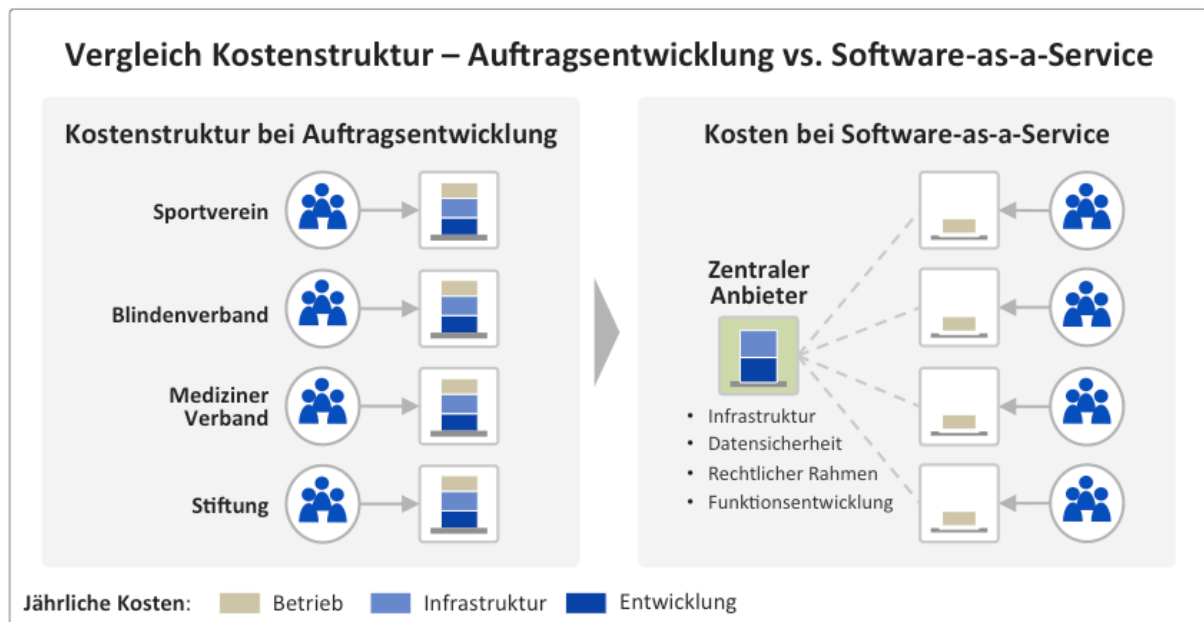 Vergleich Kostenstruktur – Auftragsentwicklung vs. Software-as-a-Service
Kostenstruktur bei Auftragsentwicklung
Sportverein
Blindenverband
Mediziner
Verband
Stiftung
Kosten bei Software-as-a-Service
Zentraler
Anbieter
• Infrastruktur
• Datensicherheit
• Rechtlicher Rahmen
• Funktionsentwicklung
Jährliche Kosten: Betrieb Infrastruktur Entwicklung